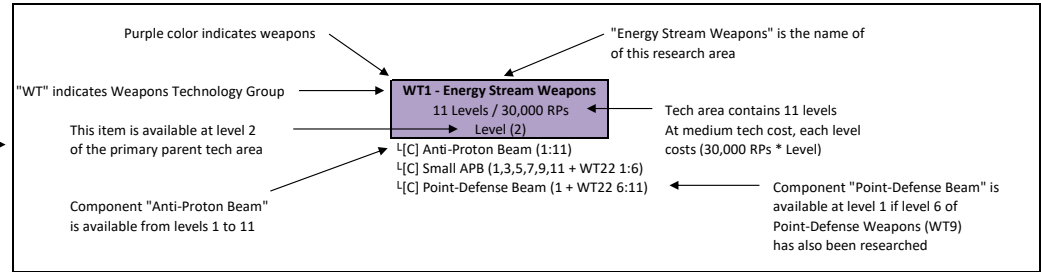 Purple color indicates weapons
"Energy Stream Weapons" is the name of
of this research area
"WT" indicates Weapons Technology Group
WT1 - Energy Stream Weapons
11 Levels / 30,000 RPs
Level (2)
This item is available at level 2
of the primary parent tech area
Tech area contains 11 levels
At medium tech cost, each level
costs (30,000 RPs * Level)
└[C] Anti-Proton Beam (1:11)
└[C] Small APB (1,3,5,7,9,11 + WT22 1:6)
└[C] Point-Defense Beam (1 + WT22 6:11)
Component "Anti-Proton Beam"
is available from levels 1 to 11
Component "Point-Defense Beam" is
available at level 1 if level 6 of
Point-Defense Weapons (WT9)
has also been researched